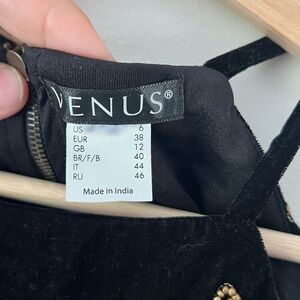 VENUS®
US 6
EUR 38
GB 12
BR/F/B 40
IT 44
RU 46
Made in India